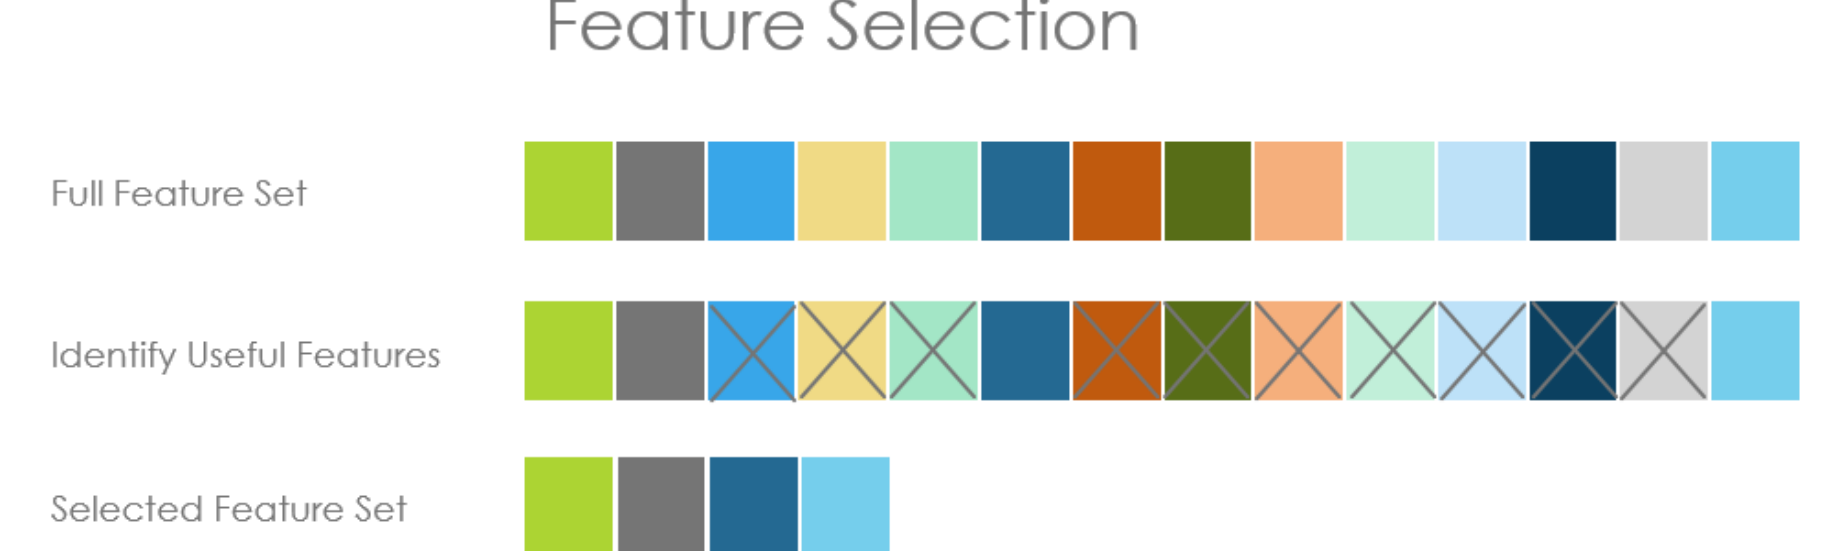 Feature Selection
Full Feature Set
Identify Useful Features
Selected Feature Set